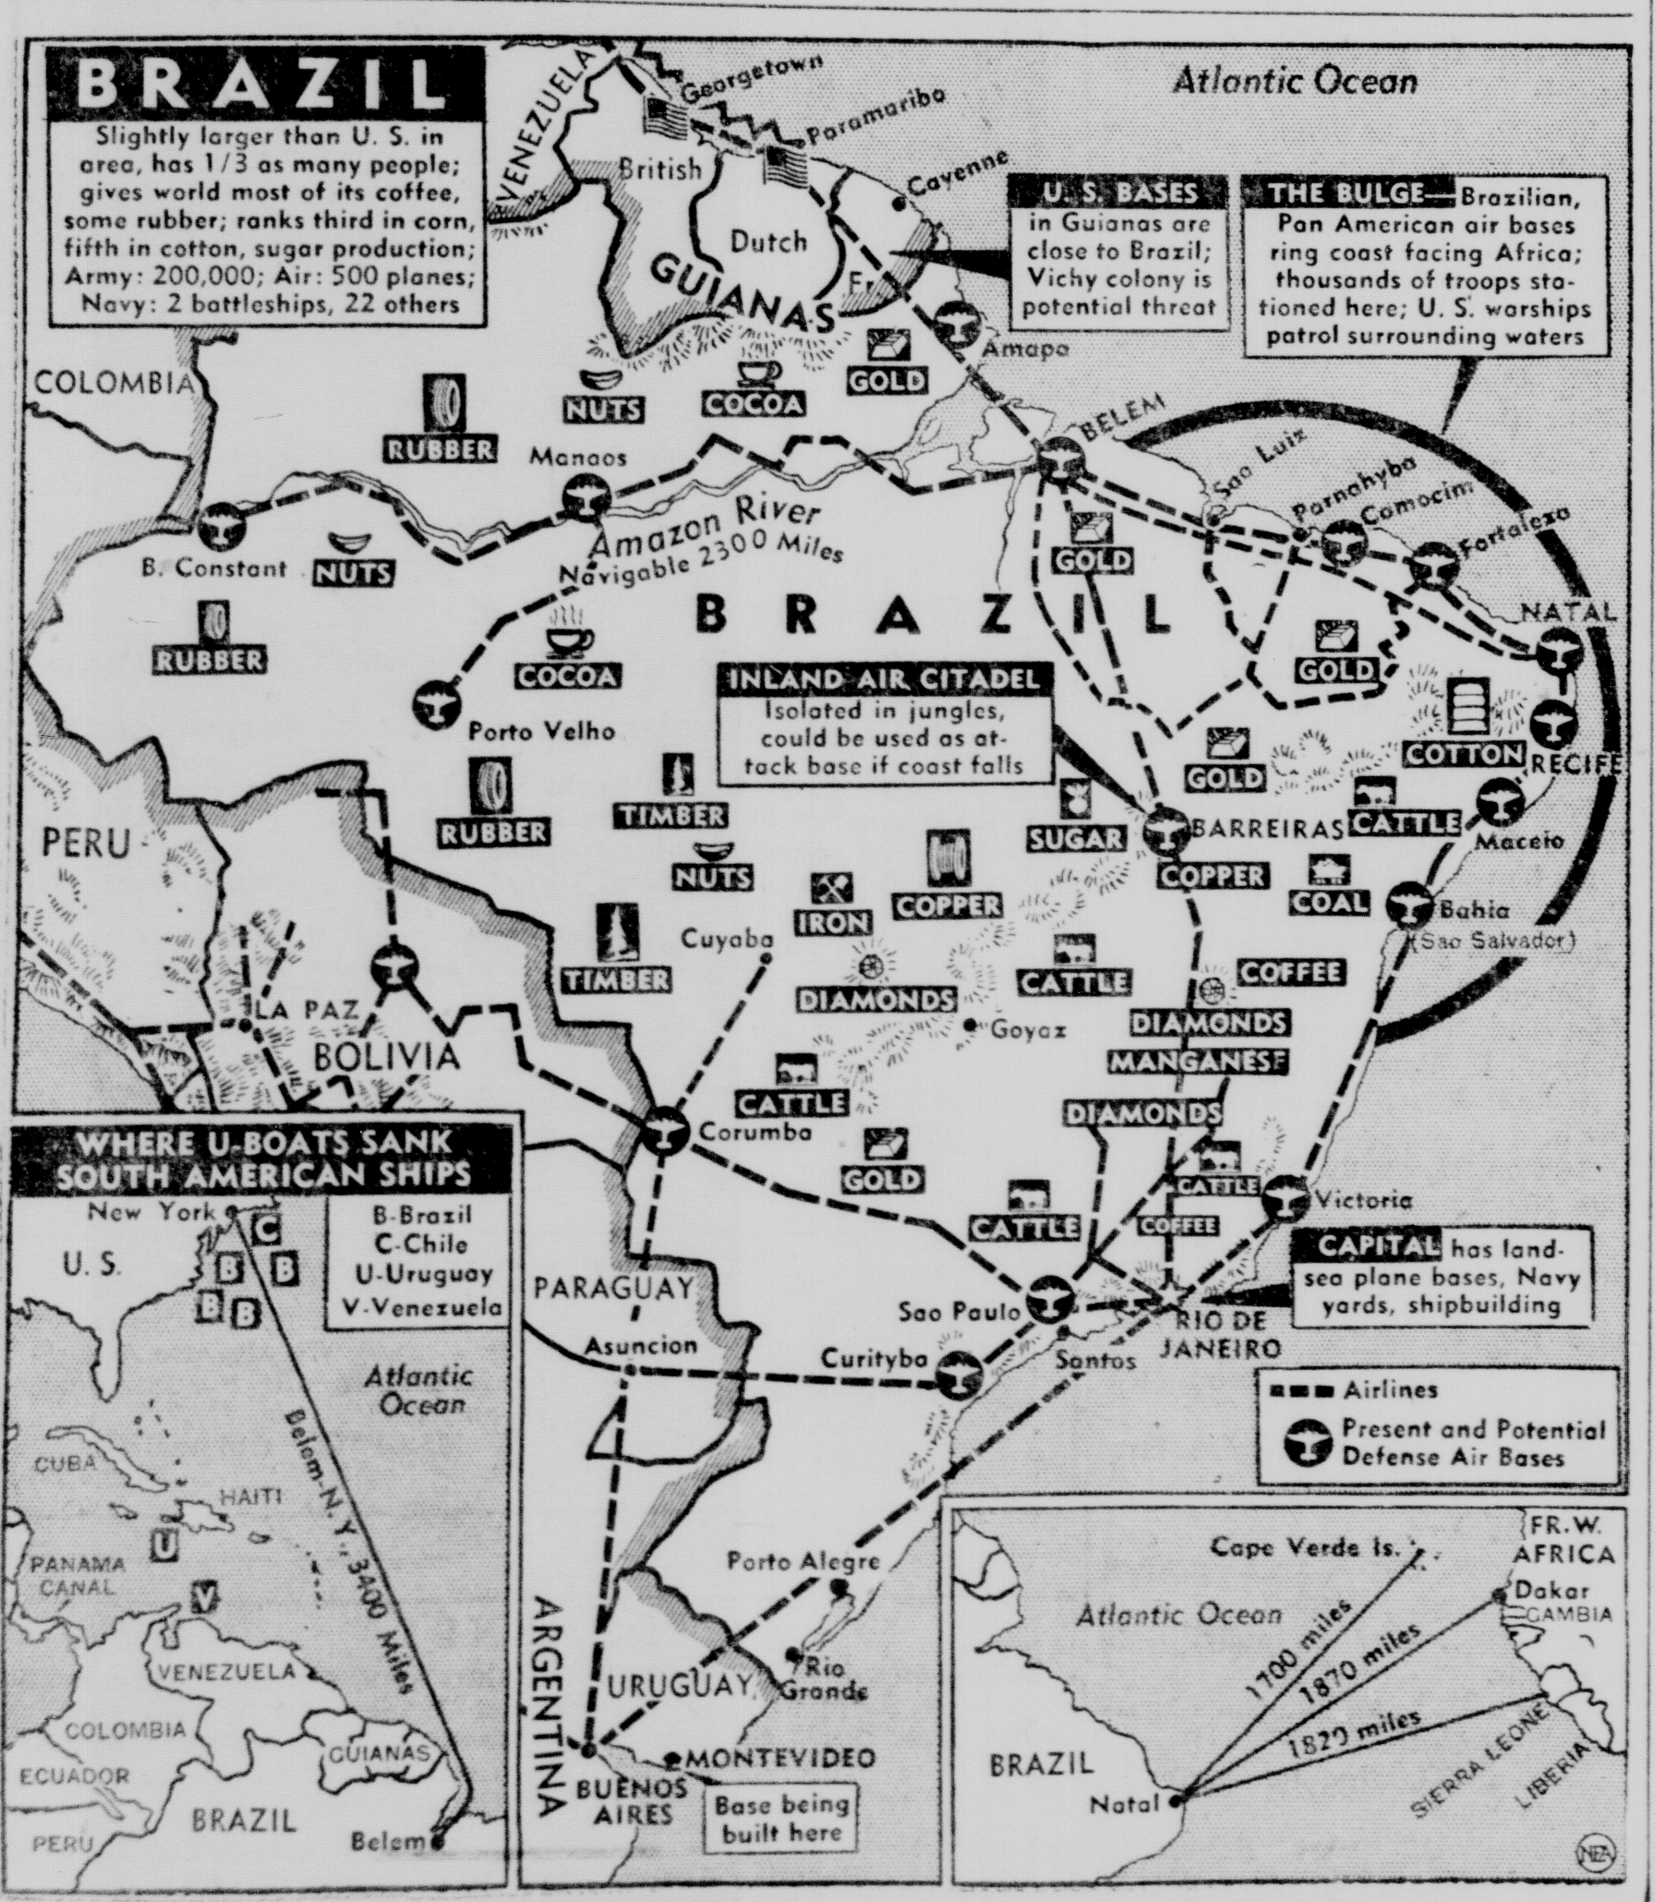 BRAZIL
Slightly larger than U. S. in
area, has 1/3 as many people;
gives world most of its coffee,
some rubber; ranks third in corn,
fifth in cotton, sugar production;
Army: 200,000; Air: 500 planes;
Navy: 2 battleships, 22 others
VENEZUELA
Georgetown
Paramaribo
Cayenne
Atlantic Ocean
British
Dutch
Fr.
GUIANAS
U. S. BASES
in Guianas are
close to Brazil;
Vichy colony is
potential threat
THE BULGE—Brazilian,
Pan American air bases
ring coast facing Africa;
thousands of troops sta-
tioned here; U. S. warships
patrol surrounding waters
COLOMBIA
RUBBER
NUTS
COCOA
GOLD
Amapa
Manaos
BELEM
Sao Luiz
Parnahyba
Camocim
Fortaleza
B. Constant
NUTS
Amazon River
Navigable 2300 Miles
GOLD
BRAZIL
NATAL
RUBBER
COCOA
GOLD
INLAND AIR CITADEL
Isolated in jungles,
could be used as at-
tack base if coast falls
Porto Velho
COTTON
RECIFE
GOLD
PERU
RUBBER
TIMBER
SUGAR
BARREIRAS
CATTLE
Maceio
NUTS
IRON
COPPER
COPPER
COAL
Bahia
(Sao Salvador)
Cuyaba
TIMBER
CATTLE
COFFEE
DIAMONDS
Goyaz
DIAMONDS
MANGANESE
LA PAZ
BOLIVIA
CATTLE
DIAMONDS
Corumba
GOLD
CATTLE
CATTLE
COFFEE
Victoria
CAPITAL has land-
sea plane bases, Navy
yards, shipbuilding
PARAGUAY
Sao Paulo
RIO DE
JANEIRO
Asuncion
Curityba
Santos
Airlines
Present and Potential
Defense Air Bases
Porto Alegre
Rio
Grande
ARGENTINA
URUGUAY
MONTEVIDEO
BUENOS
AIRES
Base being
built here
WHERE U-BOATS SANK
SOUTH AMERICAN SHIPS
New York
C
U. S.
B
B
B
B
B-Brazil
C-Chile
U-Uruguay
V-Venezuela
Atlantic
Ocean
Belem-N. Y., 3400 Miles
CUBA
HAITI
U
PANAMA
CANAL
V
VENEZUELA
COLOMBIA
GUIANAS
ECUADOR
BRAZIL
PERU
Belem
FR. W.
AFRICA
Cape Verde Is.
Dakar
GAMBIA
Atlantic Ocean
1700 miles
1870 miles
1820 miles
BRAZIL
Natal
SIERRA LEONE
LIBERIA
NEA